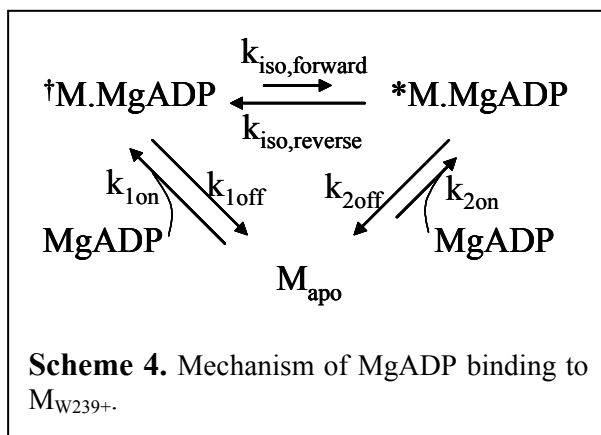 k_iso,forward
†M.MgADP *M.MgADP
k_iso,reverse
k_1on k_1off k_2off k_2on
MgADP MgADP
M_apo
Scheme 4. Mechanism of MgADP binding to
M_W239+.